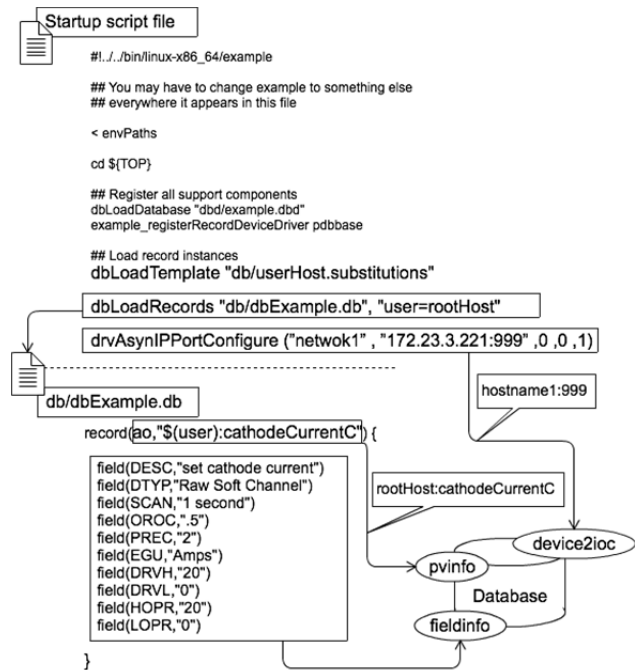 Startup script file
#!../../bin/linux-x86_64/example
## You may have to change example to something else
## everywhere it appears in this file
< envPaths
cd ${TOP}
## Register all support components
dbLoadDatabase "dbd/example.dbd"
example_registerRecordDeviceDriver pdbbase
## Load record instances
dbLoadTemplate "db/userHost.substitutions"
dbLoadRecords "db/dbExample.db", "user=rootHost"
drvAsynIPPortConfigure ("netwok1" , "172.23.3.221:999" ,0 ,0 ,1)
hostname1:999
db/dbExample.db
record(ao,"$(user):cathodeCurrentC") {
field(DESC,"set cathode current")
field(DTYP,"Raw Soft Channel")
field(SCAN,"1 second")
field(OROC,".5")
field(PREC,"2")
field(EGU,"Amps")
field(DRVH,"20")
field(DRVL,"0")
field(HOPR,"20")
field(LOPR,"0")
}
rootHost:cathodeCurrentC
device2ioc
pvinfo
Database
fieldinfo